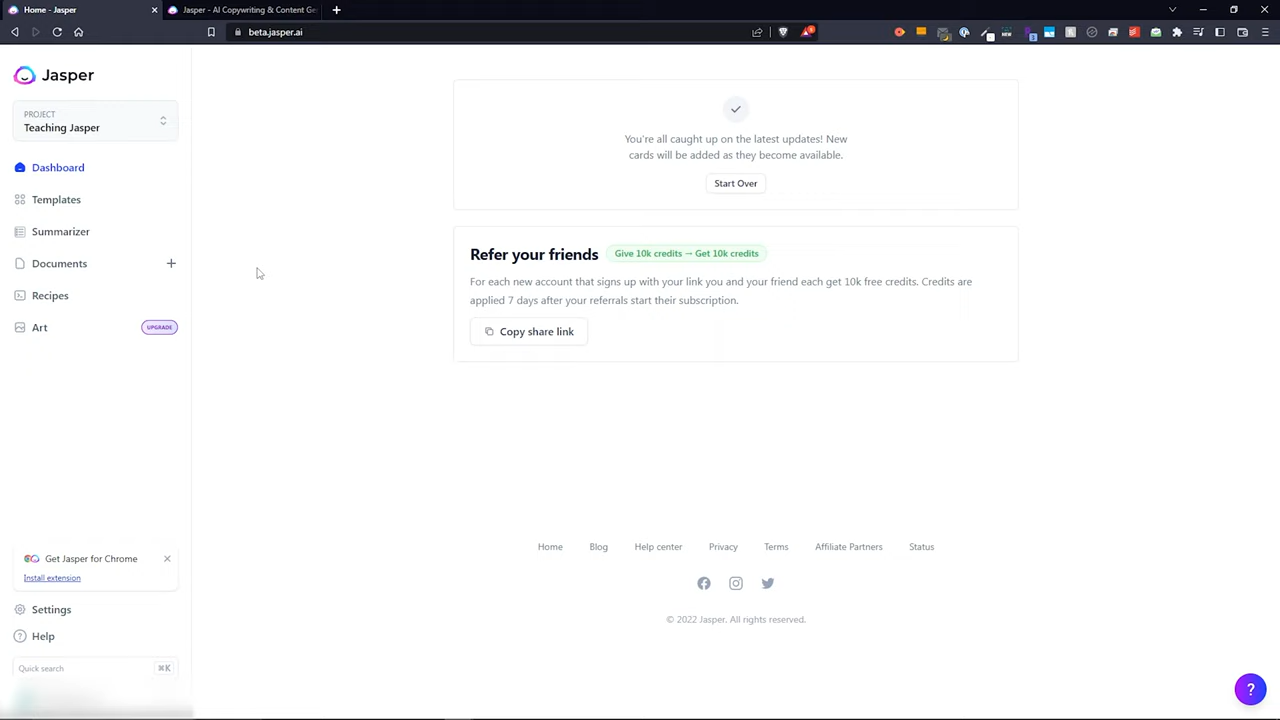 Home - Jasper
Jasper - AI Copywriting & Content Ge
beta.jasper.ai
Jasper
PROJECT
Teaching Jasper
Dashboard
Templates
Summarizer
Documents
Recipes
Art
UPGRADE
Get Jasper for Chrome
Install extension
Settings
Help
Quick search
⌘K
You're all caught up on the latest updates! New
cards will be added as they become available.
Start Over
Refer your friends
Give 10k credits → Get 10k credits
For each new account that signs up with your link you and your friend each get 10k free credits. Credits are
applied 7 days after your referrals start their subscription.
Copy share link
Home Blog Help center Privacy Terms Affiliate Partners Status
© 2022 Jasper. All rights reserved.
?